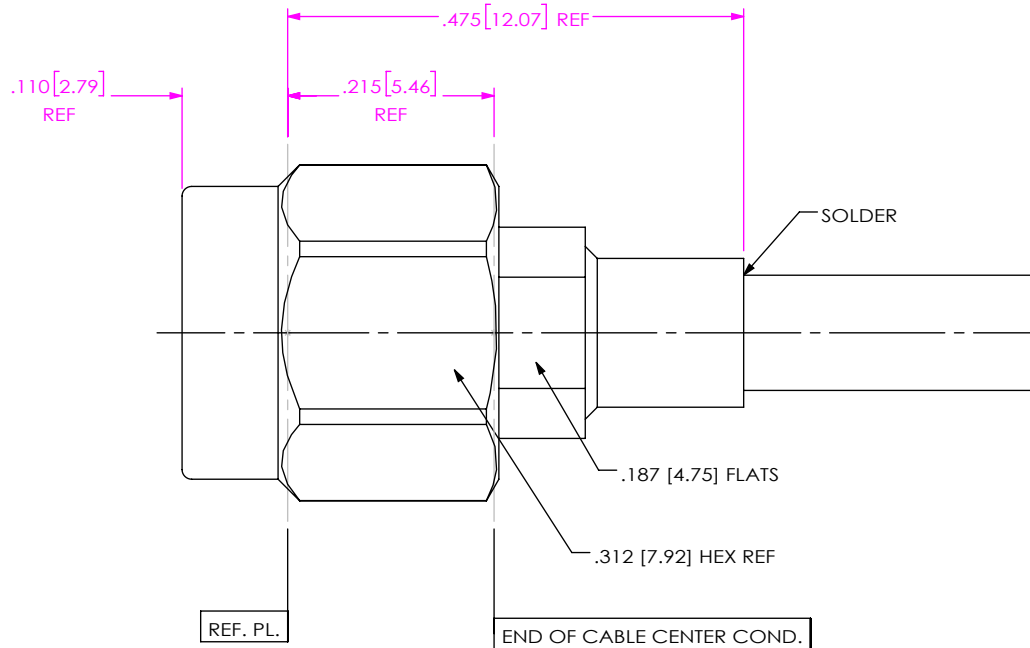 .475[12.07] REF
.110[2.79]
REF
.215[5.46]
REF
SOLDER
.187 [4.75] FLATS
.312 [7.92] HEX REF
REF. PL.
END OF CABLE CENTER COND.